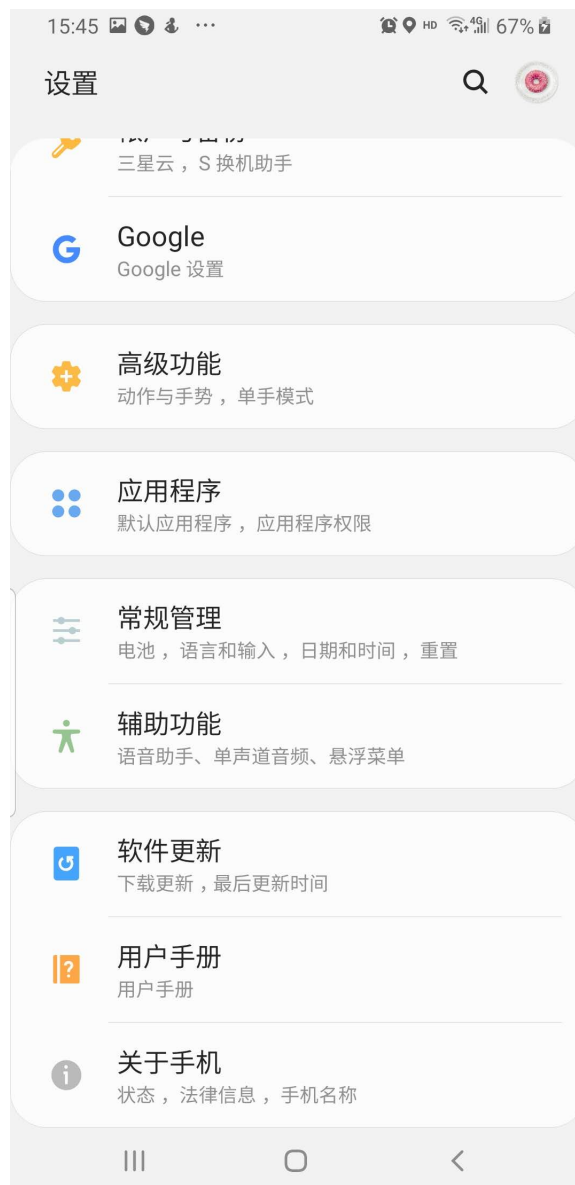 15:45 HD 4G 67%
设置
三星云 ，S 换机助手
Google
Google 设置
高级功能
动作与手势 ，单手模式
应用程序
默认应用程序 ，应用程序权限
常规管理
电池 ，语言和输入 ，日期和时间 ，重置
辅助功能
语音助手、单声道音频、悬浮菜单
软件更新
下载更新 ，最后更新时间
用户手册
用户手册
关于手机
状态 ，法律信息 ，手机名称